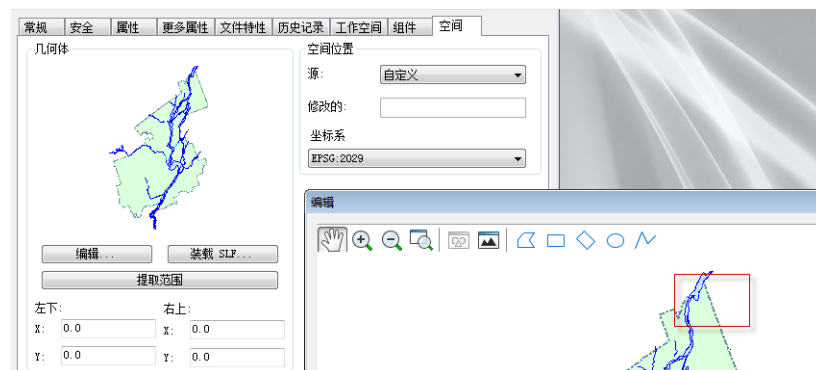 常规 安全 属性 更多属性 文件特性 历史记录 工作空间 组件 空间
几何体
空间位置
源: 自定义
修改的:
坐标系
EPSG:2029
编辑
编辑... 装载 SLF...
提取范围
左下: 右上:
X: 0.0 X: 0.0
Y: 0.0 Y: 0.0